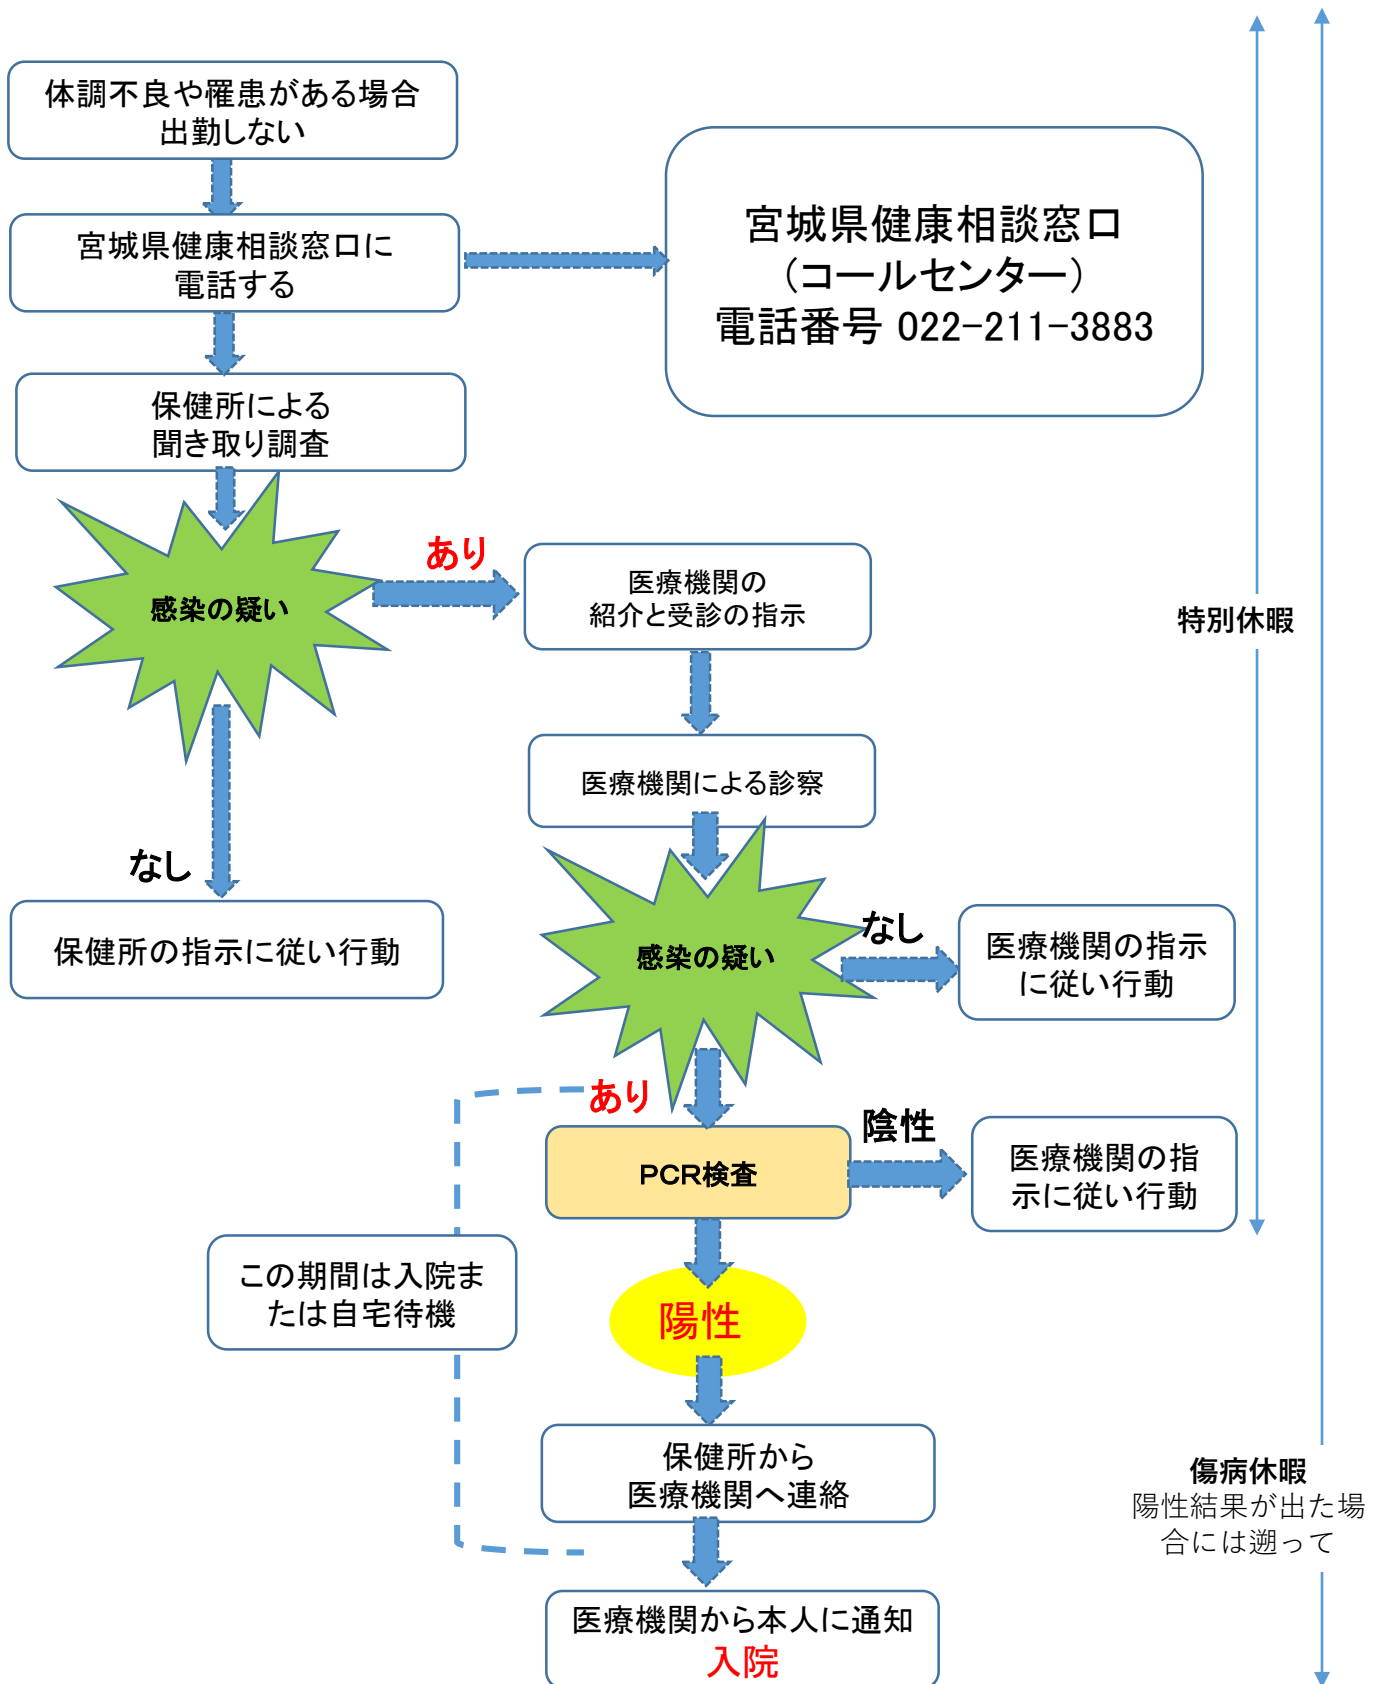 体調不良や罹患がある場合
出勤しない
宮城県健康相談窓口に
電話する
宮城県健康相談窓口
（コールセンター）
電話番号 022-211-3883
保健所による
聞き取り調査
感染の疑い
あり
医療機関の
紹介と受診の指示
特別休暇
医療機関による診察
なし
保健所の指示に従い行動
感染の疑い
なし
医療機関の指示
に従い行動
あり
PCR検査
陰性
医療機関の指
示に従い行動
この期間は入院ま
たは自宅待機
陽性
保健所から
医療機関へ連絡
傷病休暇
陽性結果が出た場
合には遡って
医療機関から本人に通知
入院